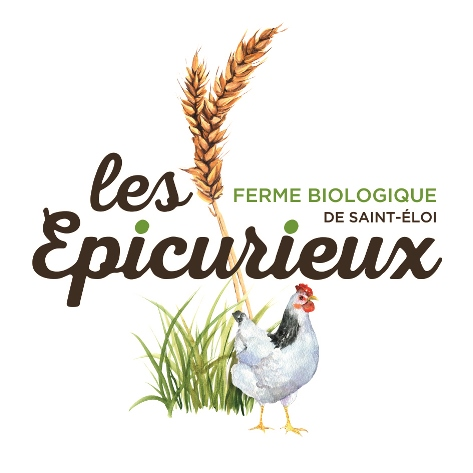 les
FERME BIOLOGIQUE
DE SAINT-ÉLOI
Epicurieux